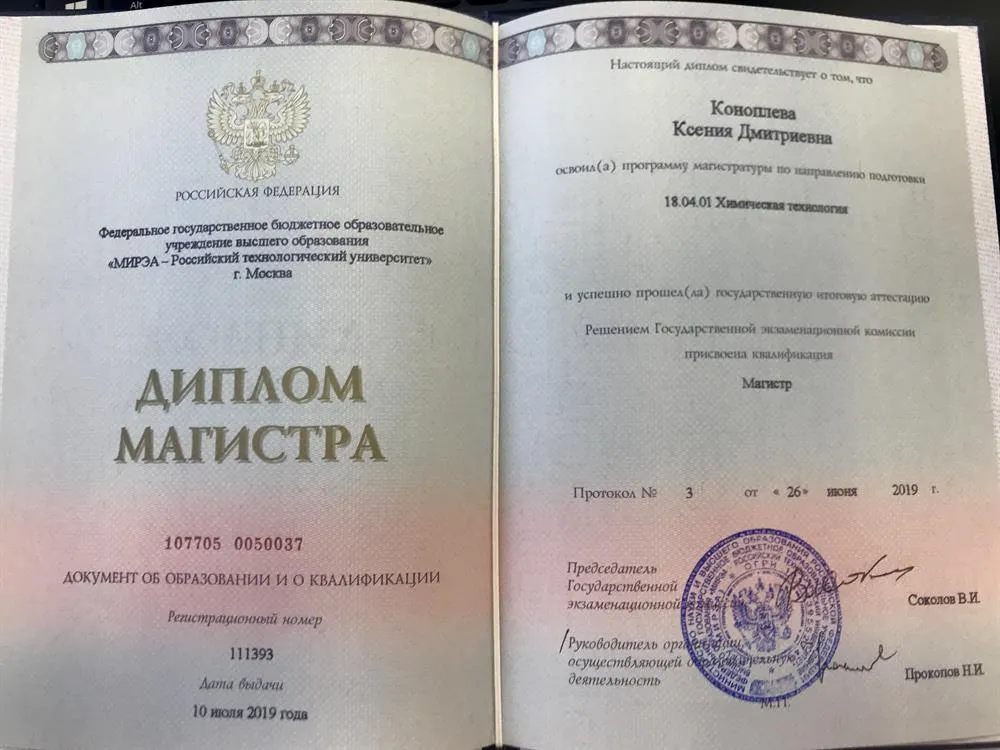 Alt
РОССИЙСКАЯ ФЕДЕРАЦИЯ
Федеральное государственное бюджетное образовательное
учреждение высшего образования
«МИРЭА – Российский технологический университет»
г. Москва
ДИПЛОМ
МАГИСТРА
107705 0050037
ДОКУМЕНТ ОБ ОБРАЗОВАНИИ И О КВАЛИФИКАЦИИ
Регистрационный номер
111393
Дата выдачи
10 июля 2019 года
Настоящий диплом свидетельствует о том, что
Коноплева
Ксения Дмитриевна
освоил(а) программу магистратуры по направлению подготовки
18.04.01 Химическая технология
и успешно прошел(ла) государственную итоговую аттестацию
Решением Государственной экзаменационной комиссии
присвоена квалификация
Магистр
Протокол № 3 от « 26» июня 2019 г.
Председатель
Государственной
экзаменационной
Соколов В.И.
Руководитель
осуществляющей
деятельность
Прокопов Н.И.
М.П.
ОГРН